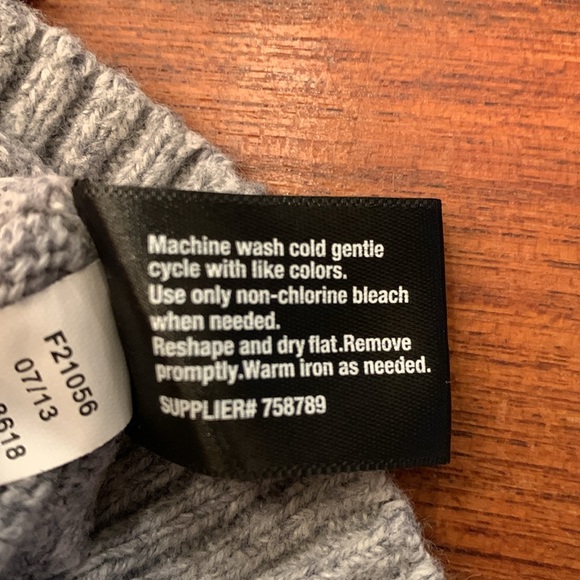 Machine wash cold gentle
cycle with like colors.
Use only non-chlorine bleach
when needed.
Reshape and dry flat.Remove
promptly.Warm iron as needed.
SUPPLIER# 758789
F21056
07/13
8618